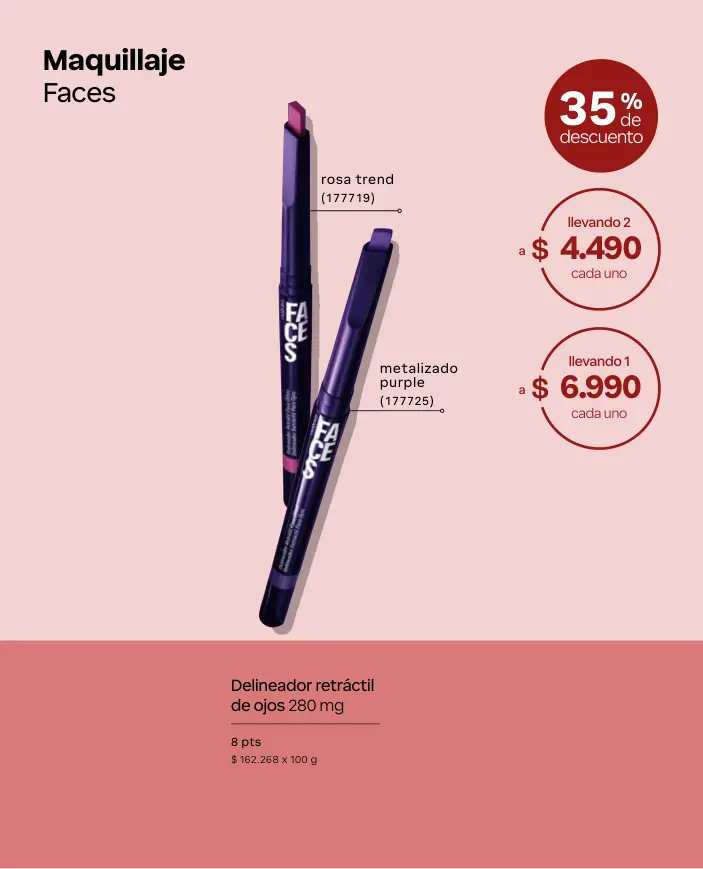 Maquillaje
Faces
35%
de
descuento
rosa trend
(177719)
llevando 2
a $ 4.490
cada uno
metalizado
purple
(177725)
llevando 1
a $ 6.990
cada uno
FACES
FACES
Delineador retráctil
de ojos 280 mg
8 pts
$ 162.268 x 100 g